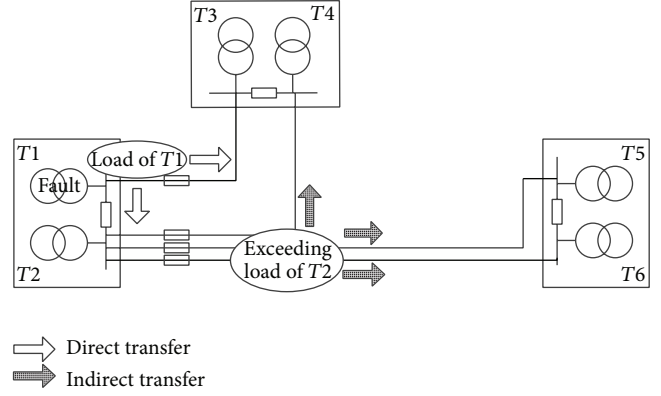 T3
T4
T1
Load of T1
Fault
T2
Exceeding
load of T2
T5
T6
Direct transfer
Indirect transfer